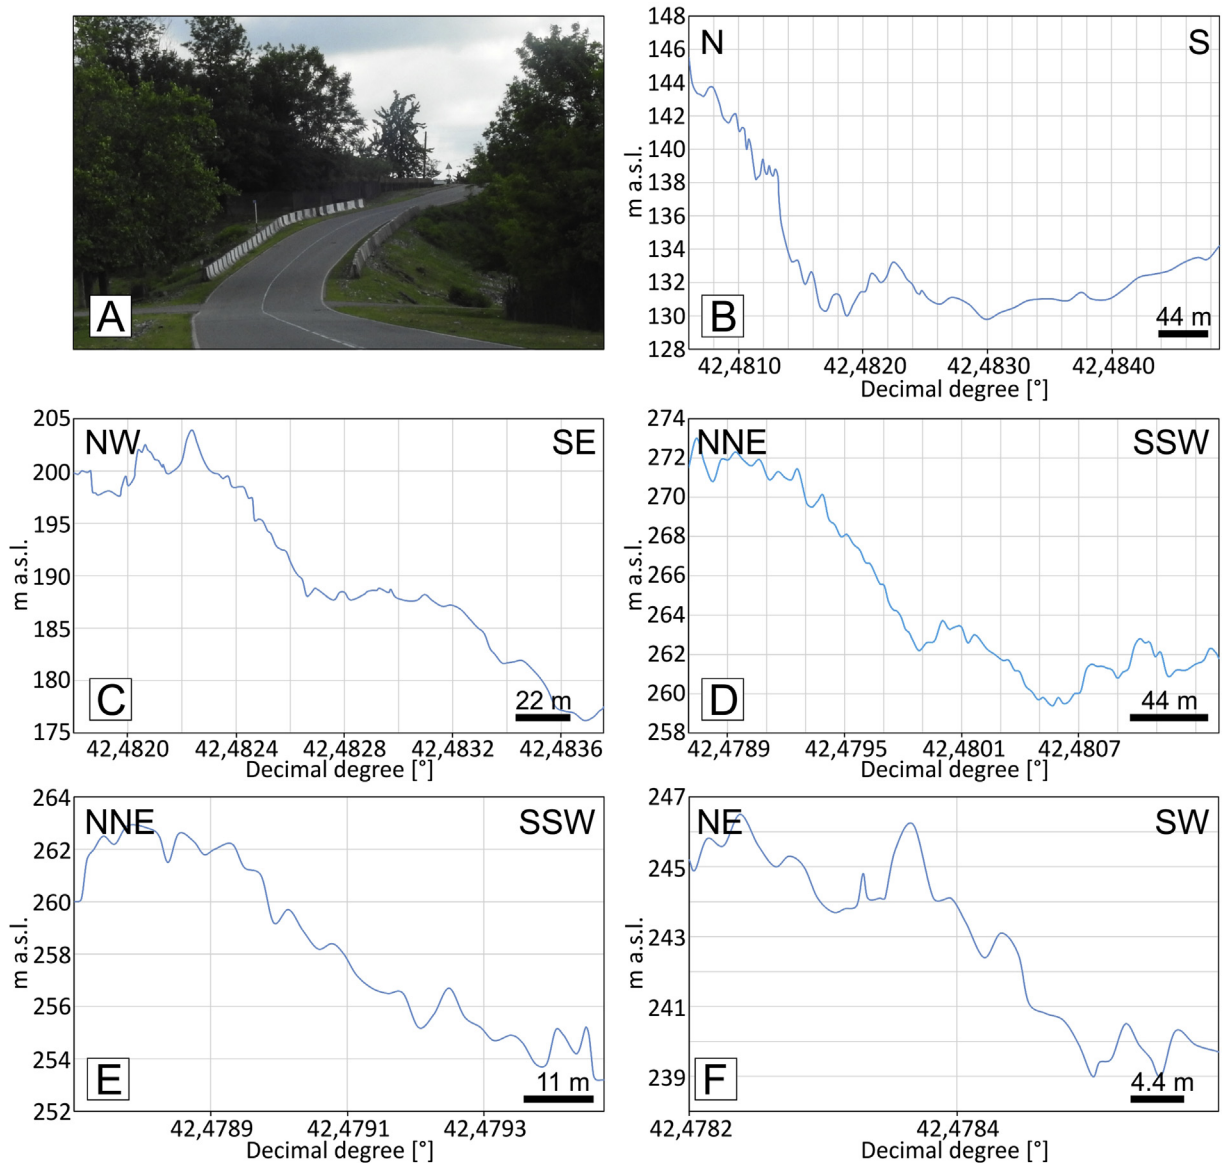 A
148
146
144
142
140
138
136
134
132
130
128
m a.s.l.
N
S
B
44 m
42,4810
42,4820
42,4830
42,4840
Decimal degree [°]
205
200
195
190
185
180
175
m a.s.l.
NW
SE
C
22 m
42,4820
42,4824
42,4828
42,4832
42,4836
Decimal degree [°]
274
272
270
268
266
264
262
260
258
m a.s.l.
NNE
SSW
D
44 m
42,4789
42,4795
42,4801
42,4807
Decimal degree [°]
264
262
260
258
256
254
252
m a.s.l.
NNE
SSW
E
11 m
42,4789
42,4791
42,4793
Decimal degree [°]
247
245
243
241
239
m a.s.l.
NE
SW
F
4.4 m
42,4782
42,4784
Decimal degree [°]